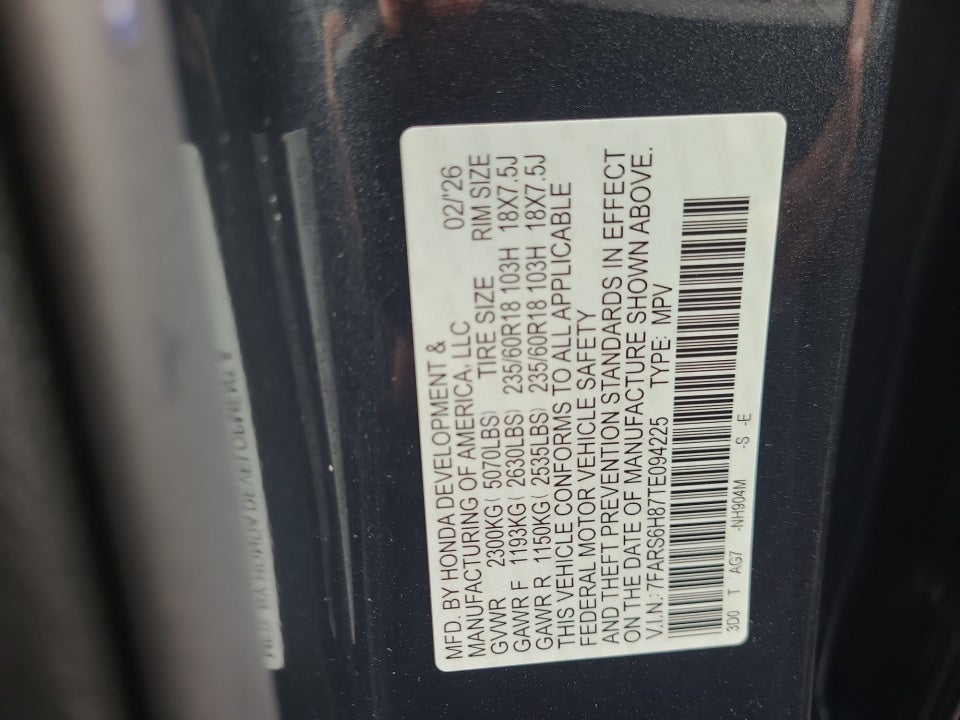 MFD. BY HONDA DEVELOPMENT & 02/'26
MANUFACTURING OF AMERICA, LLC
GVWR 2300KG( 5070LBS) TIRE SIZE RIM SIZE
GAWR F 1193KG( 2630LBS) 235/60R18 103H 18X7.5J
GAWR R 1150KG( 2535LBS) 235/60R18 103H 18X7.5J
THIS VEHICLE CONFORMS TO ALL APPLICABLE
FEDERAL MOTOR VEHICLE SAFETY
AND THEFT PREVENTION STANDARDS IN EFFECT
ON THE DATE OF MANUFACTURE SHOWN ABOVE.
V.I.N.: 7FARS6H87TE094225 TYPE: MPV
3D0 T AG7 -NH904M -S -E